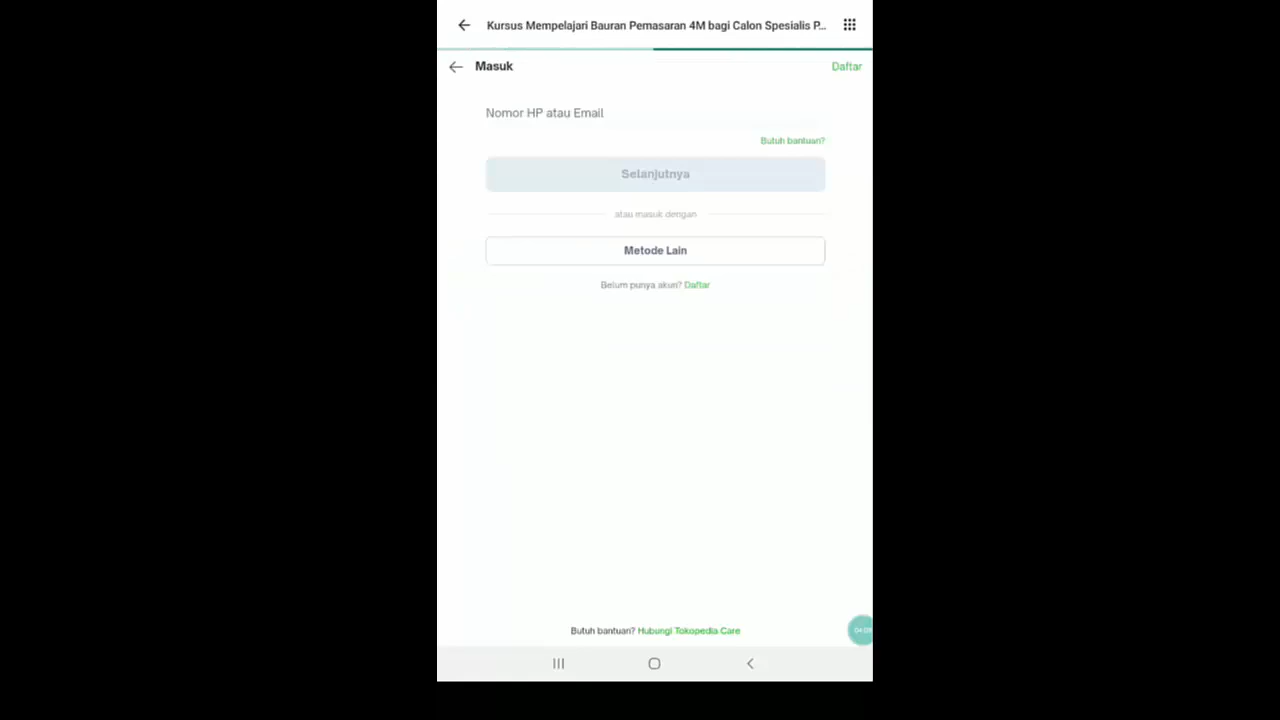 Kursus Mempelajari Bauran Pemasaran 4M bagi Calon Spesialis P...
Masuk
Daftar
Nomor HP atau Email
Butuh bantuan?
Selanjutnya
atau masuk dengan
Metode Lain
Belum punya akun? Daftar
Butuh bantuan? Hubungi Tokopedia Care